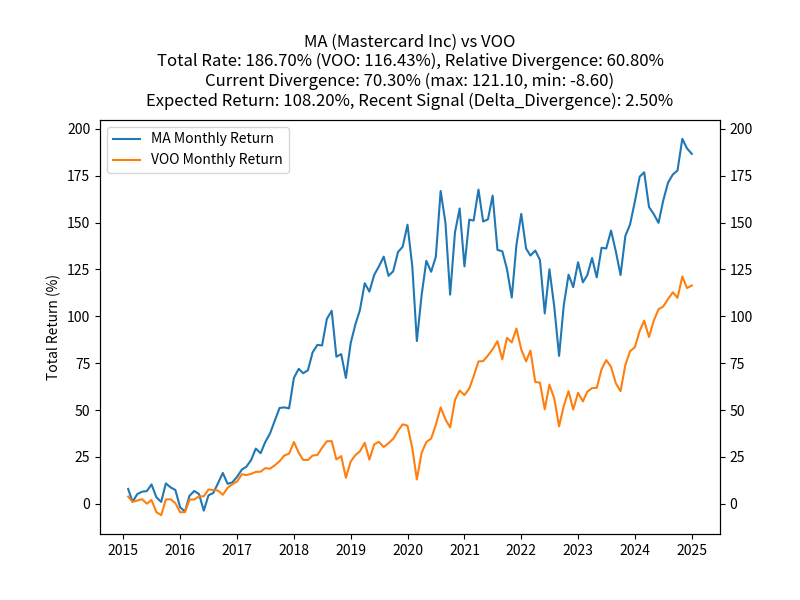 MA (Mastercard Inc) vs VOO
Total Rate: 186.70% (VOO: 116.43%), Relative Divergence: 60.80%
Current Divergence: 70.30% (max: 121.10, min: -8.60)
Expected Return: 108.20%, Recent Signal (Delta_Divergence): 2.50%
MA Monthly Return
VOO Monthly Return
Total Return (%)
200
175
150
125
100
75
50
25
0
200
175
150
125
100
75
50
25
0
2015 2016 2017 2018 2019 2020 2021 2022 2023 2024 2025